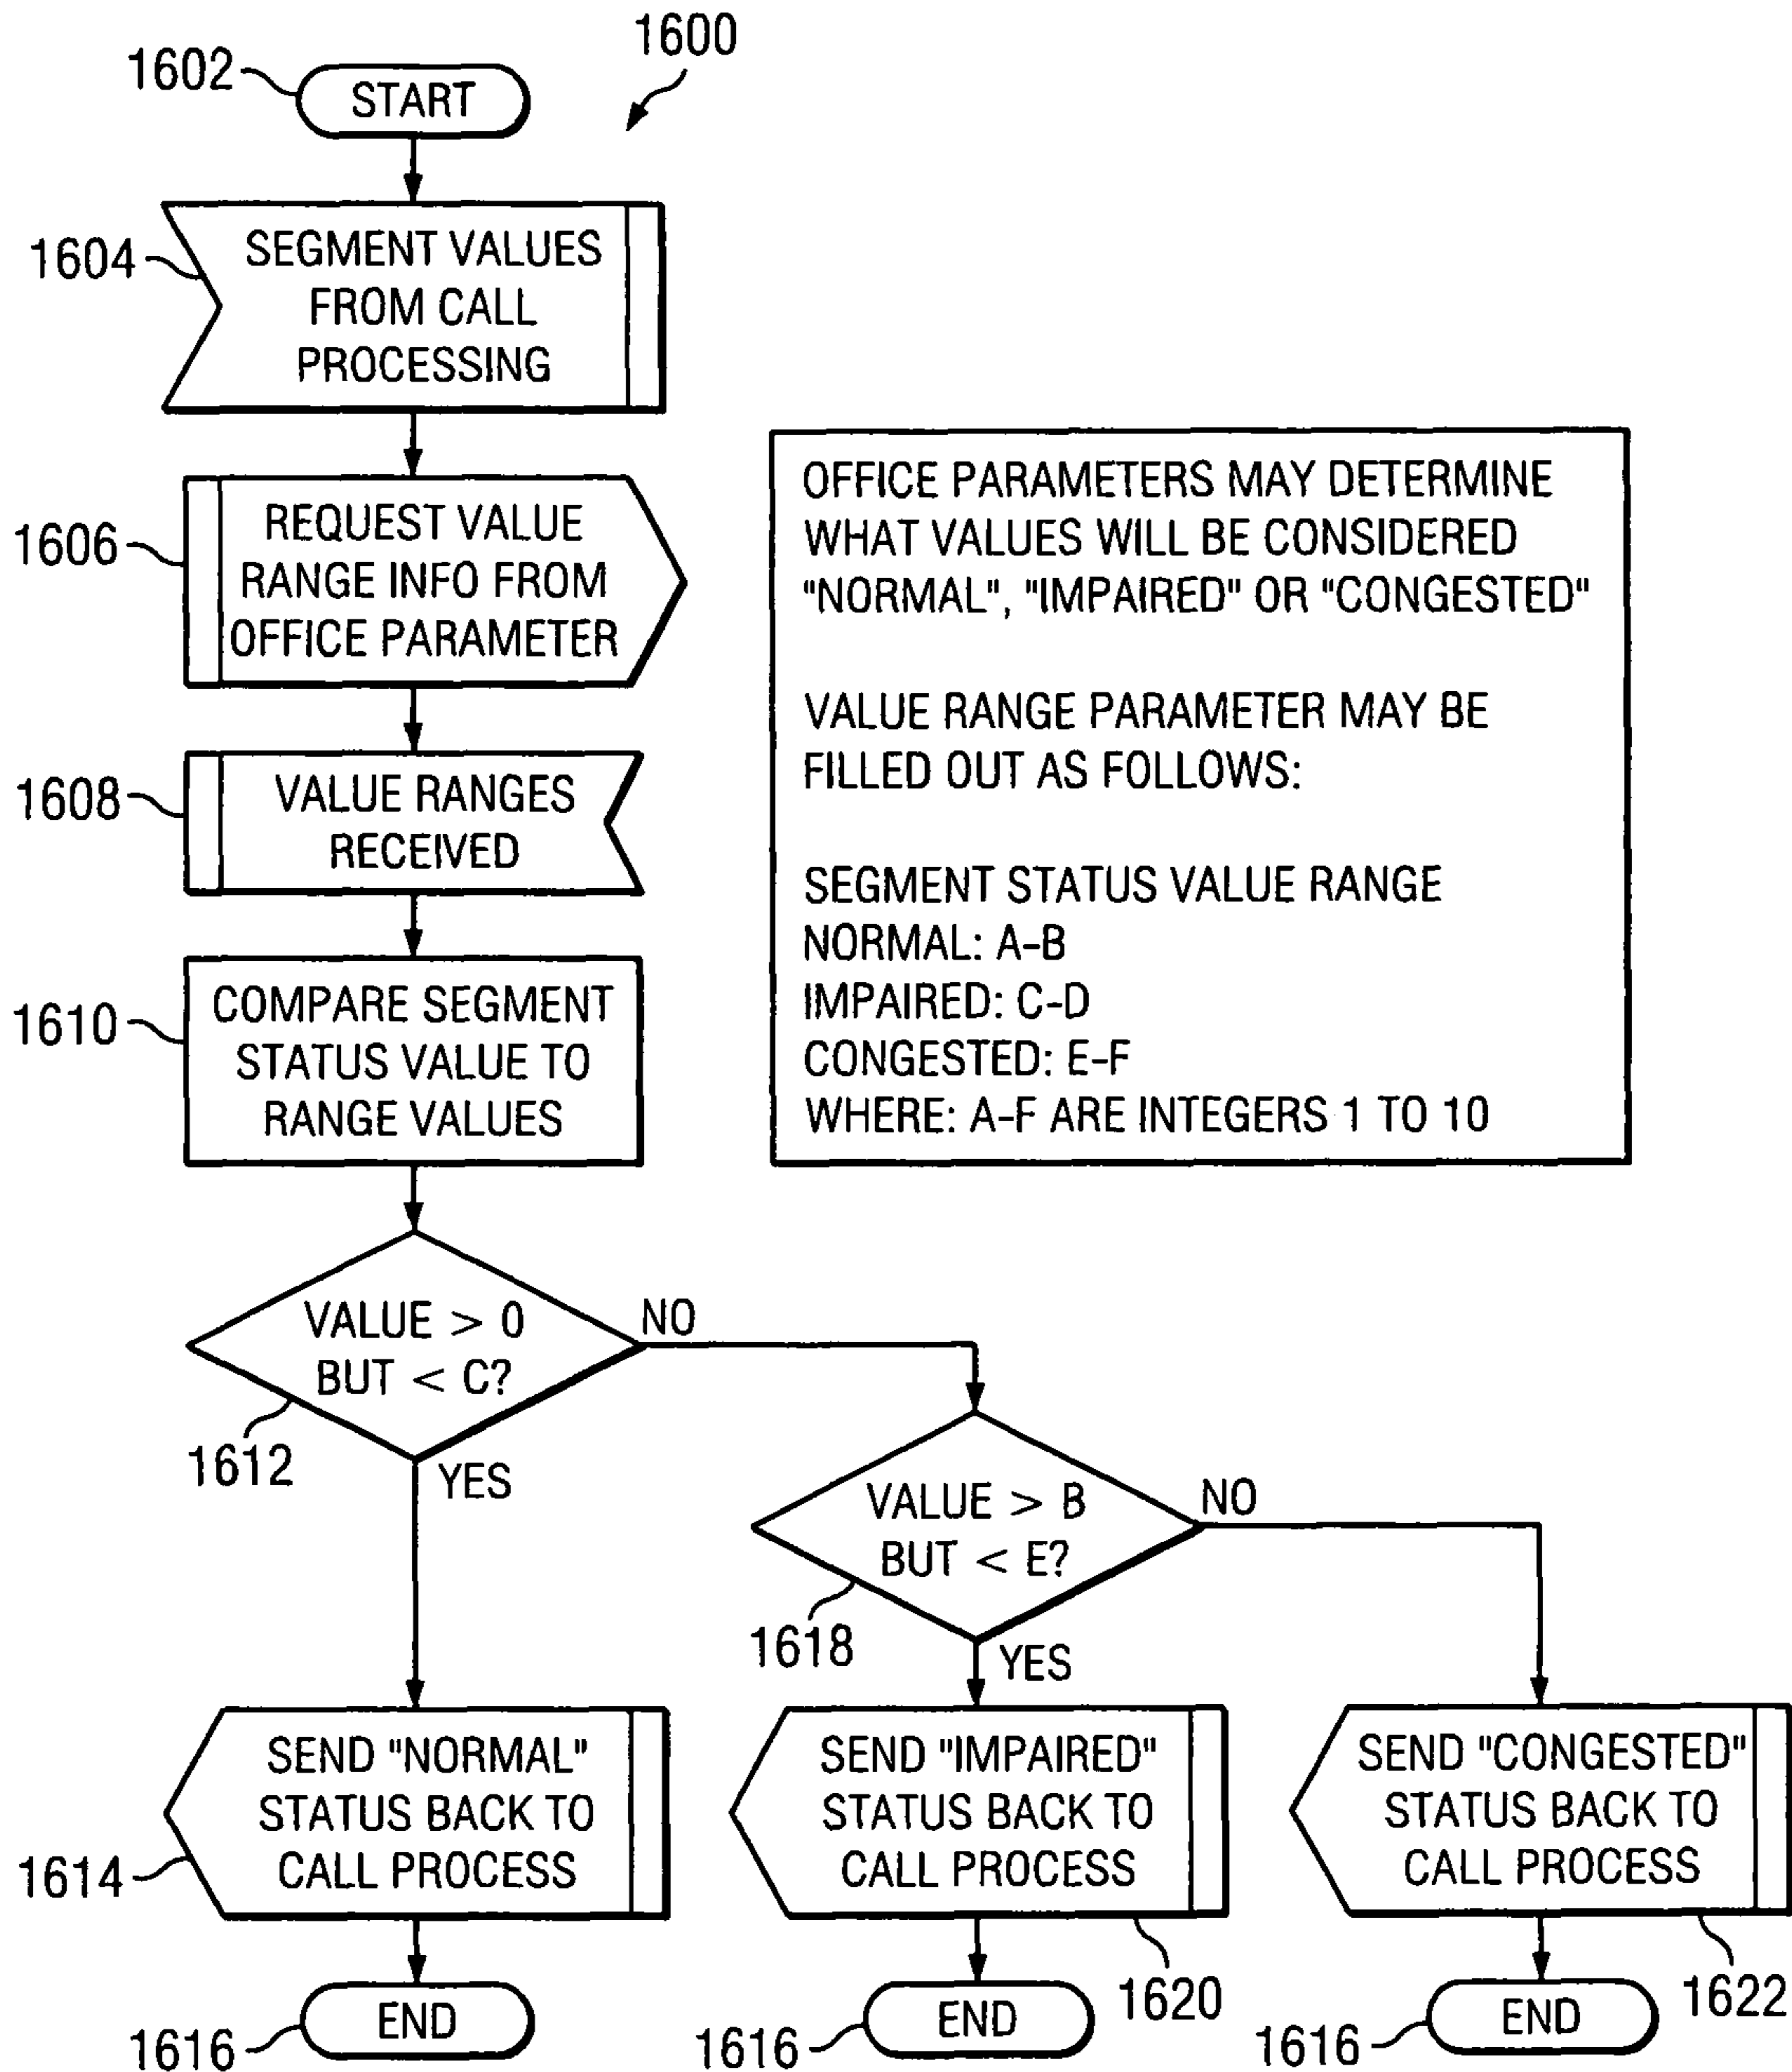 1600
1602
START
1604
SEGMENT VALUES
FROM CALL
PROCESSING
1606
REQUEST VALUE
RANGE INFO FROM
OFFICE PARAMETER
1608
VALUE RANGES
RECEIVED
1610
COMPARE SEGMENT
STATUS VALUE TO
RANGE VALUES
OFFICE PARAMETERS MAY DETERMINE
WHAT VALUES WILL BE CONSIDERED
"NORMAL", "IMPAIRED" OR "CONGESTED"
VALUE RANGE PARAMETER MAY BE
FILLED OUT AS FOLLOWS:
SEGMENT STATUS VALUE RANGE
NORMAL: A-B
IMPAIRED: C-D
CONGESTED: E-F
WHERE: A-F ARE INTEGERS 1 TO 10
VALUE > 0
BUT < C?
NO
1612
YES
VALUE > B
BUT < E?
NO
1618
YES
SEND "NORMAL"
STATUS BACK TO
CALL PROCESS
1614
SEND "IMPAIRED"
STATUS BACK TO
CALL PROCESS
1620
SEND "CONGESTED"
STATUS BACK TO
CALL PROCESS
1622
END
1616
END
1616
END
1616